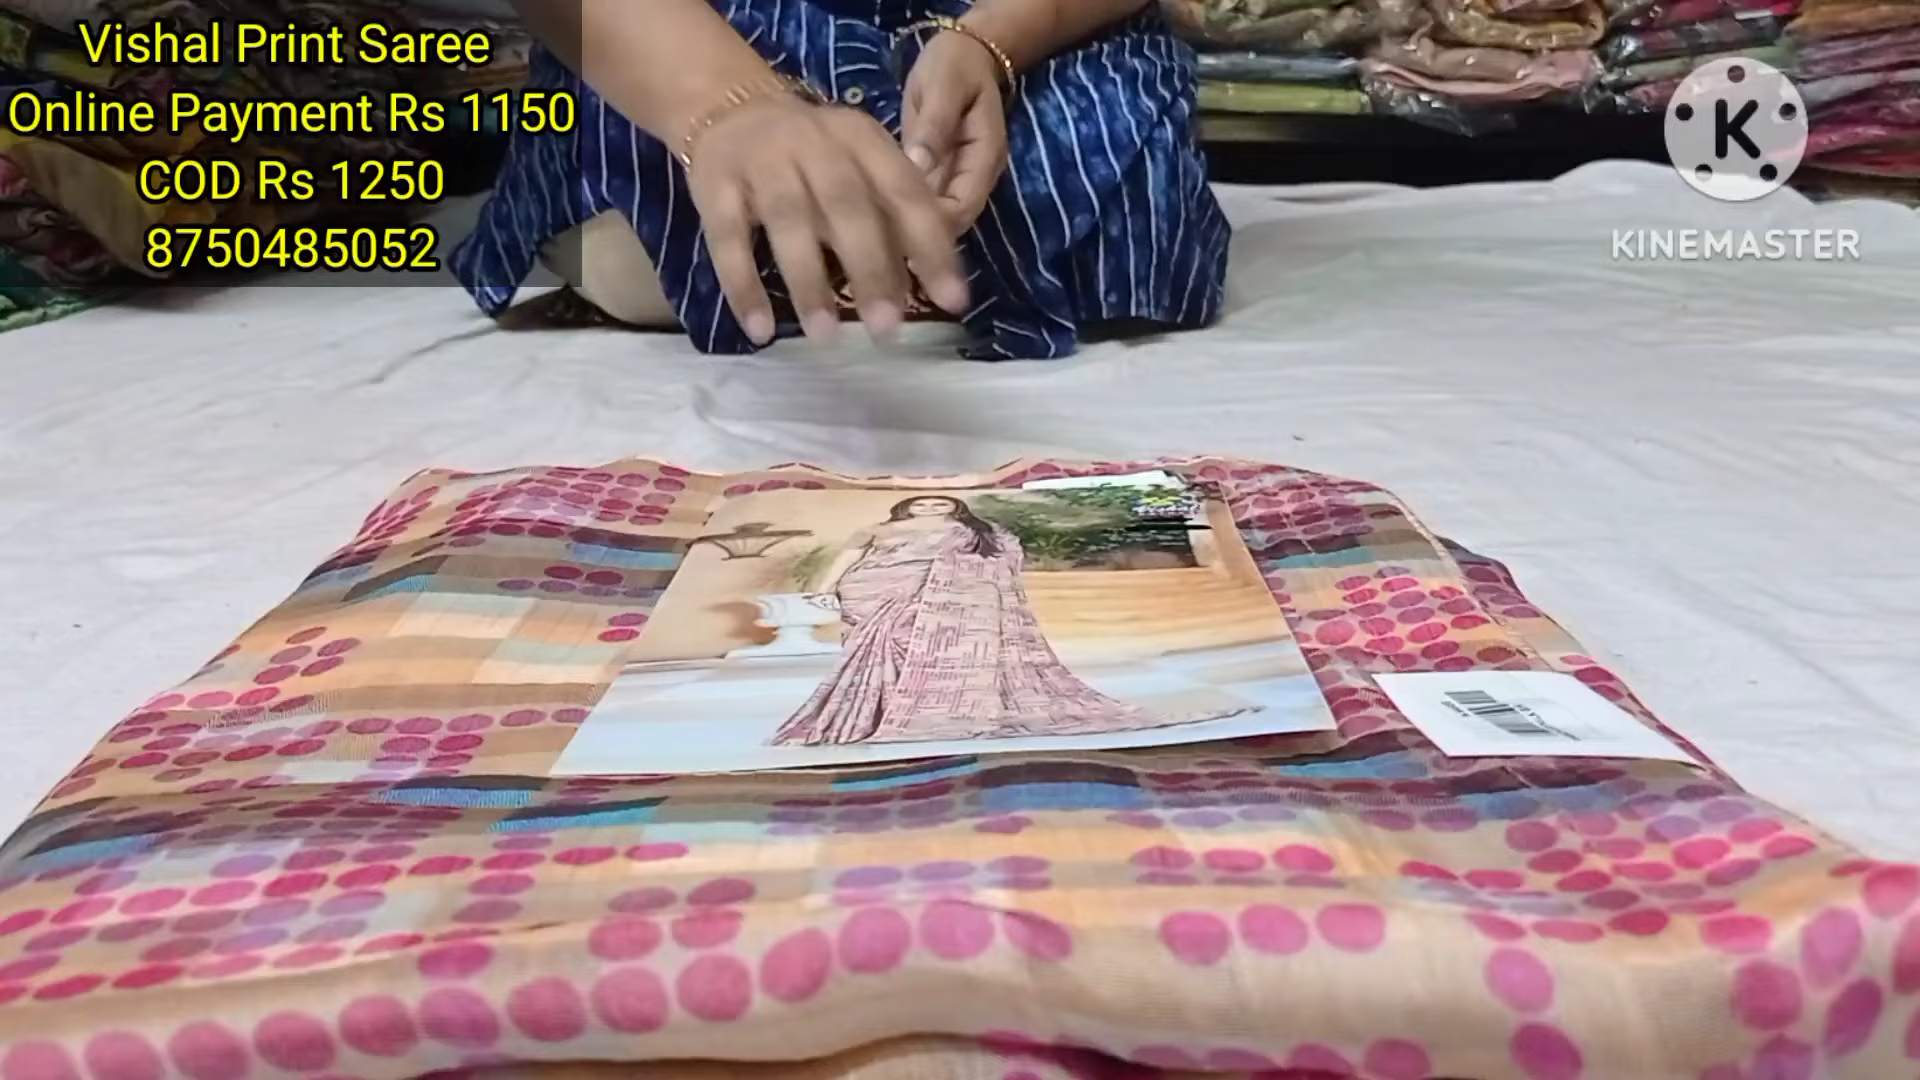 Vishal Print Saree
Online Payment Rs 1150
COD Rs 1250
8750485052
K
KINEMASTER